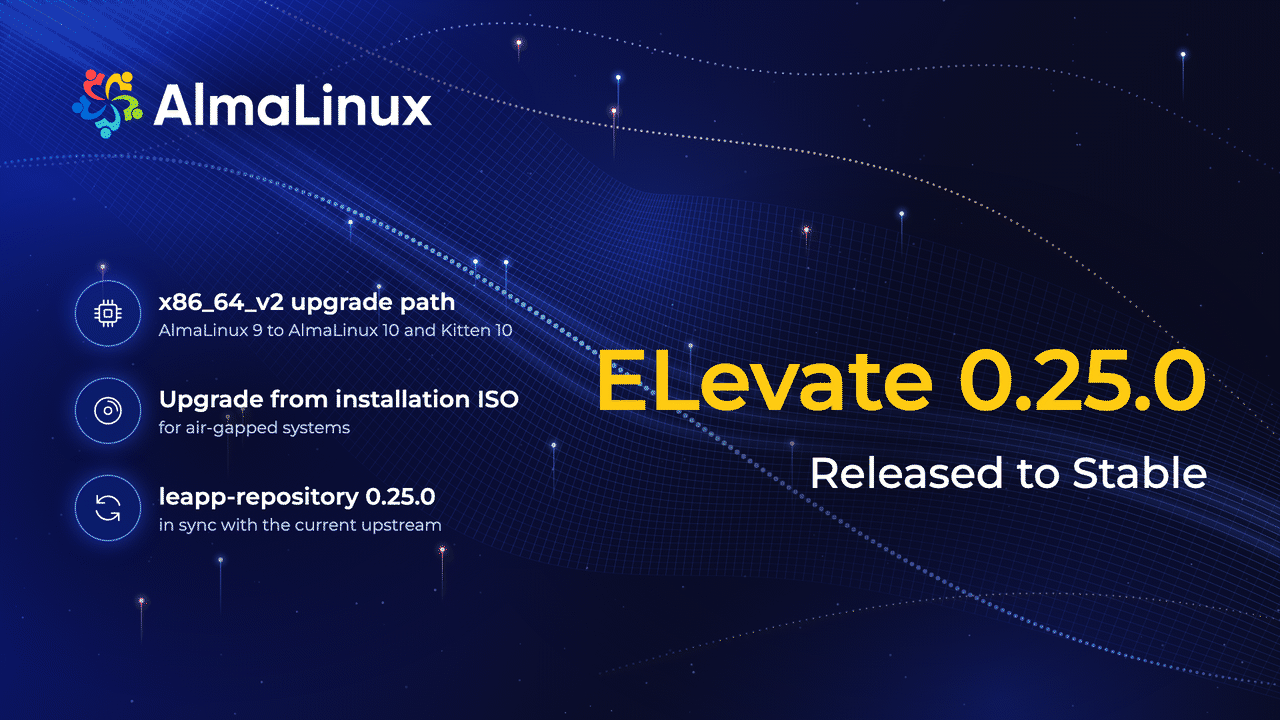 AlmaLinux
x86_64_v2 upgrade path
AlmaLinux 9 to AlmaLinux 10 and Kitten 10
Upgrade from installation ISO
for air-gapped systems
leapp-repository 0.25.0
in sync with the current upstream
ELevate 0.25.0
Released to Stable